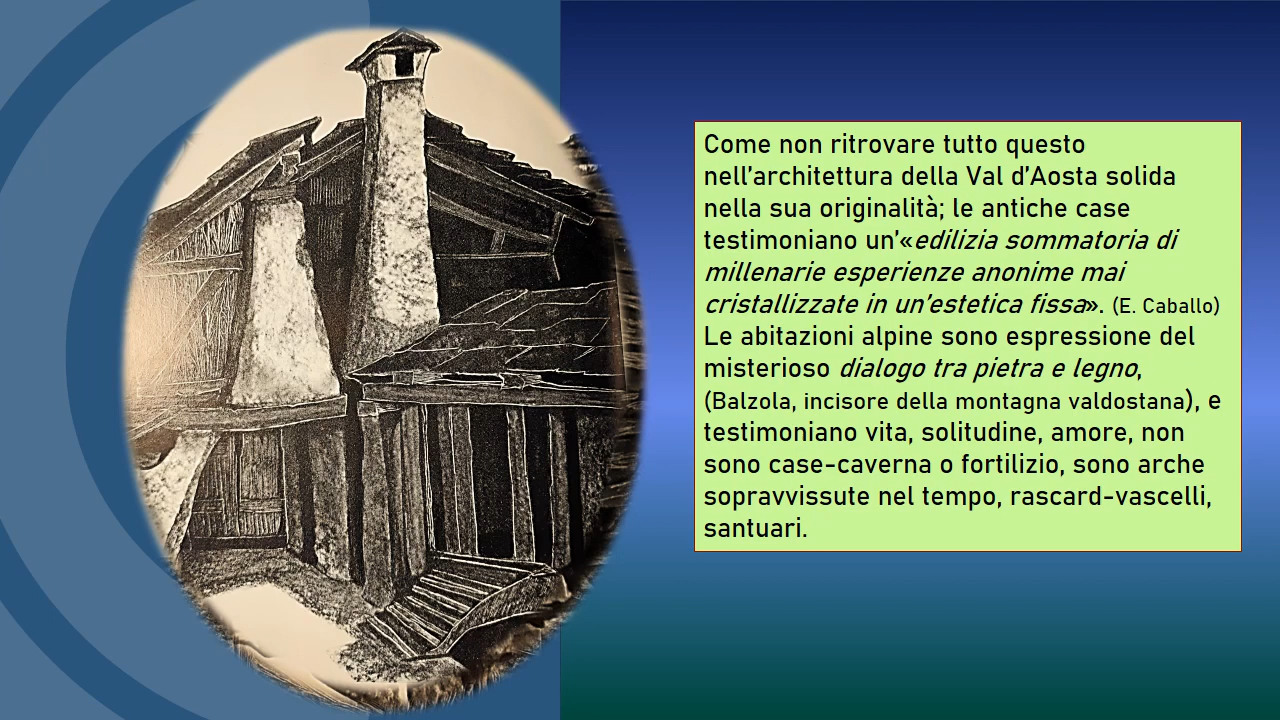 Come non ritrovare tutto questo
nell'architettura della Val d'Aosta solida
nella sua originalità; le antiche case
testimoniano un'«edilizia sommatoria di
millenarie esperienze anonime mai
cristallizzate in un'estetica fissa». (E. Caballo)
Le abitazioni alpine sono espressione del
misterioso dialogo tra pietra e legno,
(Balzola, incisore della montagna valdostana), e
testimoniano vita, solitudine, amore, non
sono case-caverna o fortilizio, sono arche
sopravvissute nel tempo, rascard-vascelli,
santuari.